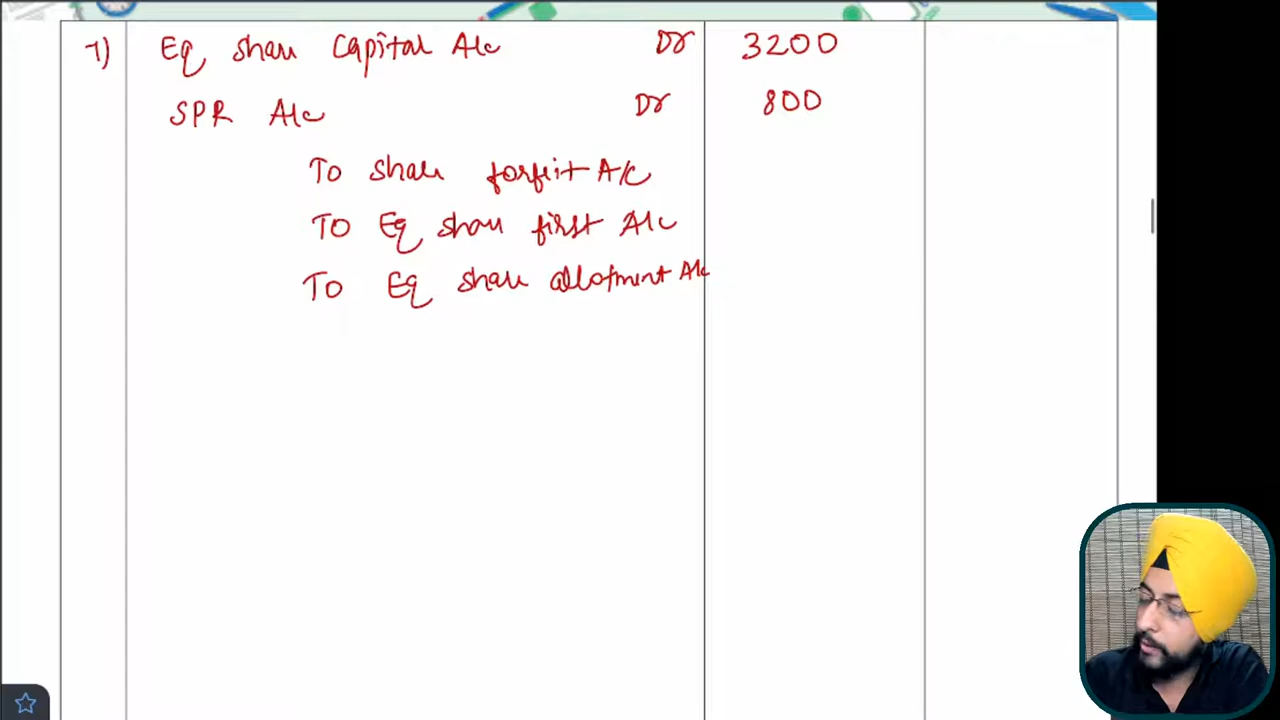 7) Eq share Capital A/c Dr 3200
SPR A/c Dr 800
To share forfeit A/c
To Eq share first A/c
To Eq share allotment A/c